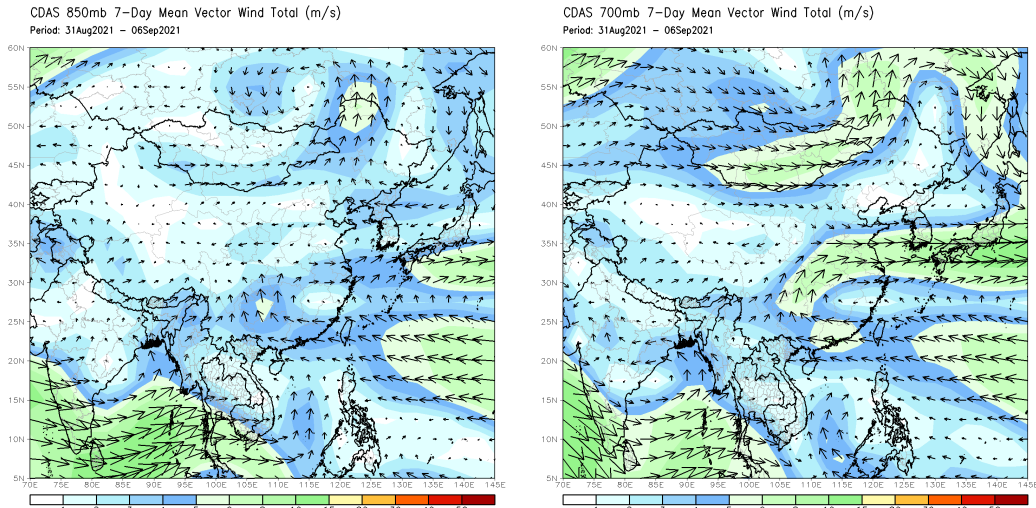 CDAS 850mb 7-Day Mean Vector Wind Total (m/s)
Period: 31Aug2021 – 06Sep2021
60N
55N
50N
45N
40N
35N
30N
25N
20N
15N
10N
5N
70E 75E 80E 85E 90E 95E 100E 105E 110E 115E 120E 125E 130E 135E 140E 145E
CDAS 700mb 7-Day Mean Vector Wind Total (m/s)
Period: 31Aug2021 – 06Sep2021
60N
55N
50N
45N
40N
35N
30N
25N
20N
15N
10N
5N
70E 75E 80E 85E 90E 95E 100E 105E 110E 115E 120E 125E 130E 135E 140E 145E